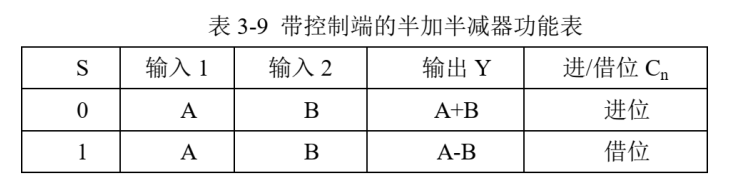 表 3-9 带控制端的半加半减器功能表
S 输入 1 输入 2 输出 Y 进/借位 Cn
0 A B A+B 进位
1 A B A-B 借位